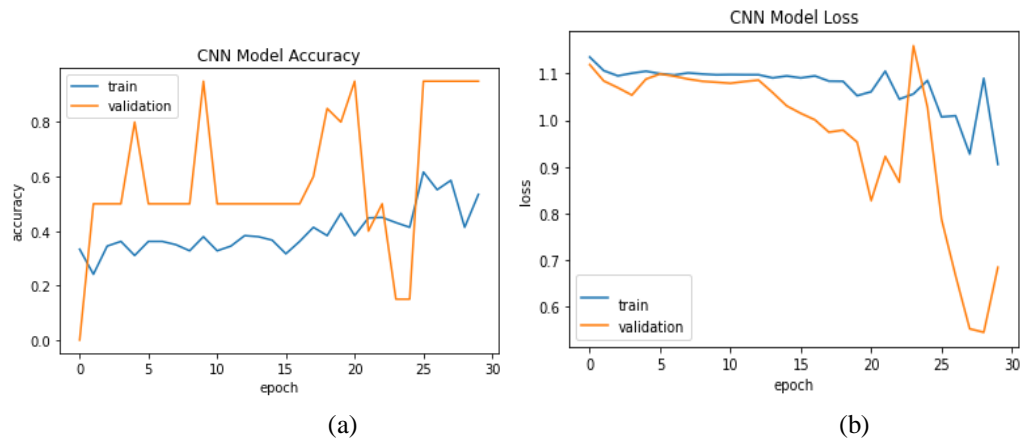 CNN Model Accuracy
train
validation
accuracy
0.8
0.6
0.4
0.2
0.0
0 5 10 15 20 25 30
epoch
(a)
CNN Model Loss
loss
1.1
1.0
0.9
0.8
0.7
0.6
train
validation
0 5 10 15 20 25 30
epoch
(b)